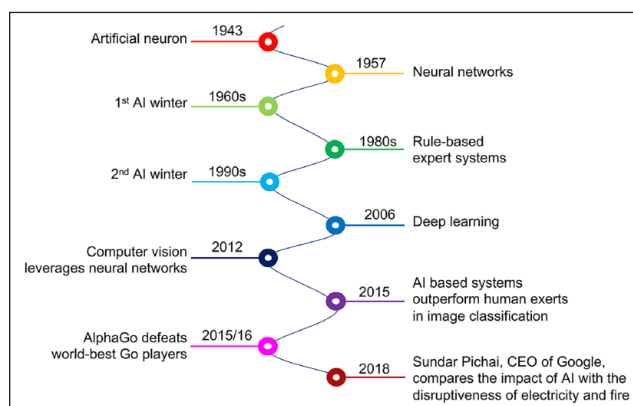 1943
Artificial neuron
1957
Neural networks
1960s
1st AI winter
1980s
Rule-based
expert systems
1990s
2nd AI winter
2006
Deep learning
2012
Computer vision
leverages neural networks
2015
AI based systems
outperform human exerts
in image classification
2015/16
AlphaGo defeats
world-best Go players
2018
Sundar Pichai, CEO of Google,
compares the impact of AI with the
disruptiveness of electricity and fire